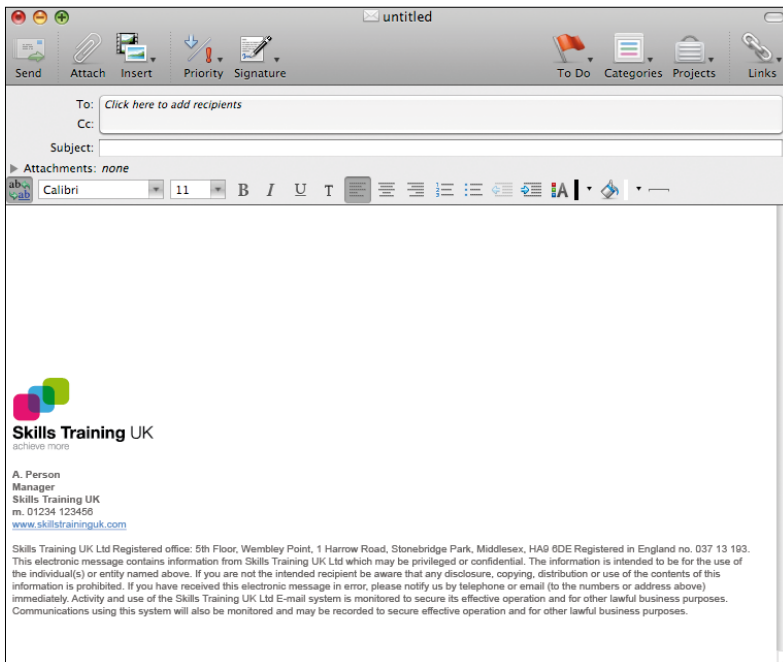 untitled
Send Attach Insert Priority Signature To Do Categories Projects Links
To: Click here to add recipients
Cc:
Subject:
Attachments: none
Calibri 11 B I U T
Skills Training UK
achieve more
A. Person
Manager
Skills Training UK
m. 01234 123456
www.skillstraininguk.com
Skills Training UK Ltd Registered office: 5th Floor, Wembley Point, 1 Harrow Road, Stonebridge Park, Middlesex, HA9 6DE Registered in England no. 037 13 193.
This electronic message contains information from Skills Training UK Ltd which may be privileged or confidential. The information is intended to be for the use of
the individual(s) or entity named above. If you are not the intended recipient be aware that any disclosure, copying, distribution or use of the contents of this
information is prohibited. If you have received this electronic message in error, please notify us by telephone or email (to the numbers or address above)
immediately. Activity and use of the Skills Training UK Ltd E-mail system is monitored to secure its effective operation and for other lawful business purposes.
Communications using this system will also be monitored and may be recorded to secure effective operation and for other lawful business purposes.